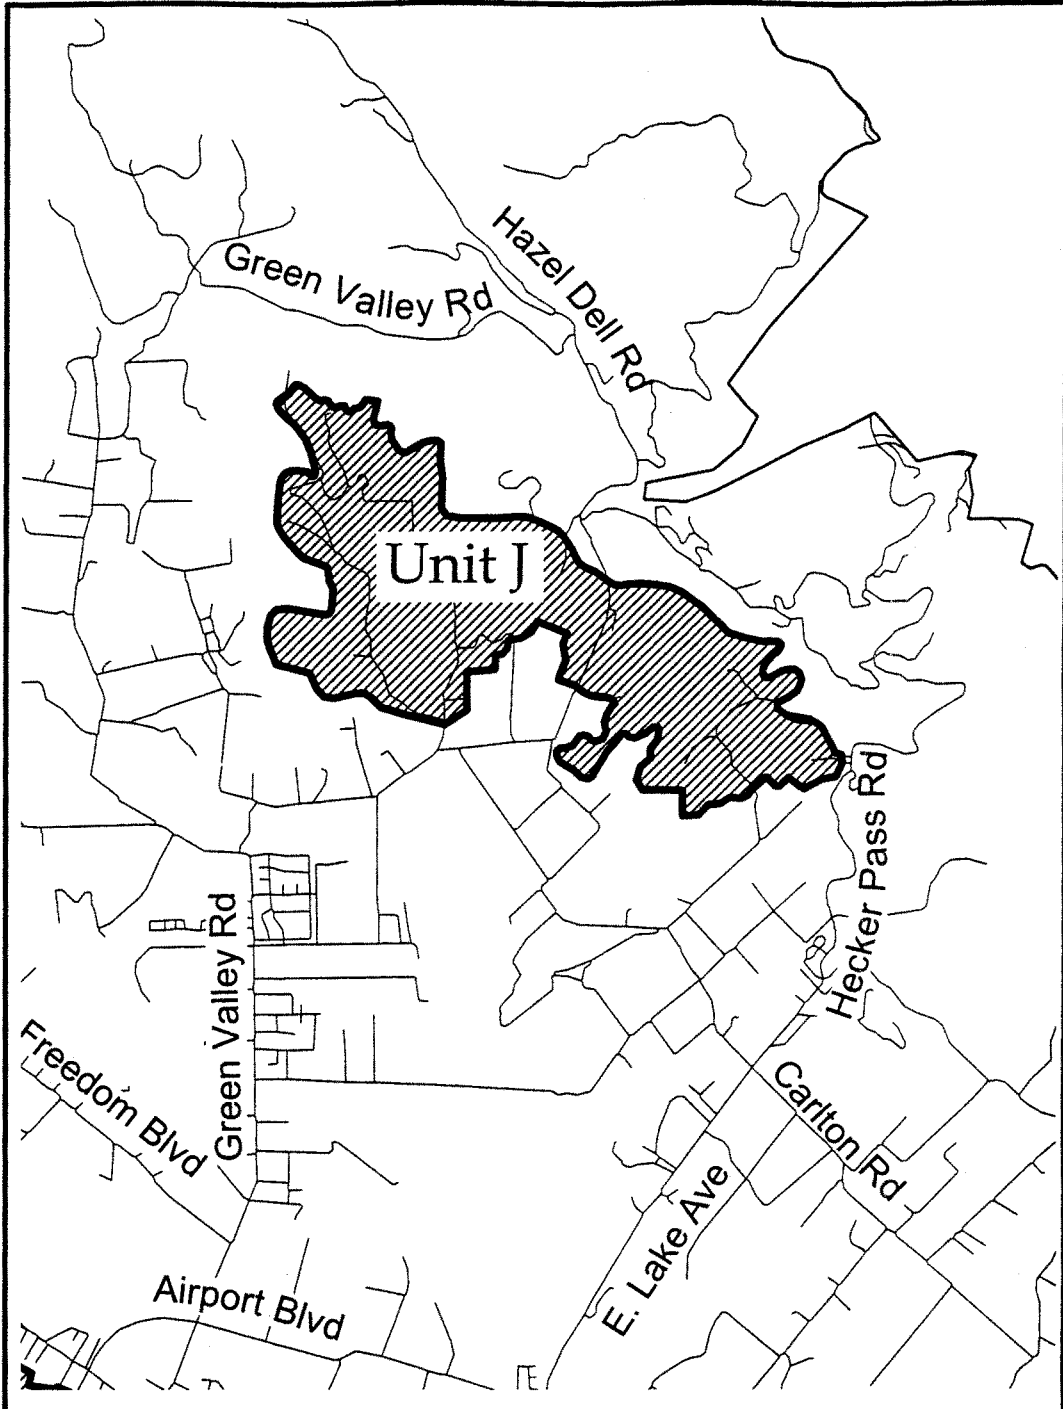 Hazel Dell Rd
Green Valley Rd
Unit J
Hecker Pass Rd
Green Valley Rd
Freedom Blvd
Carlton Rd
E. Lake Ave
Airport Blvd